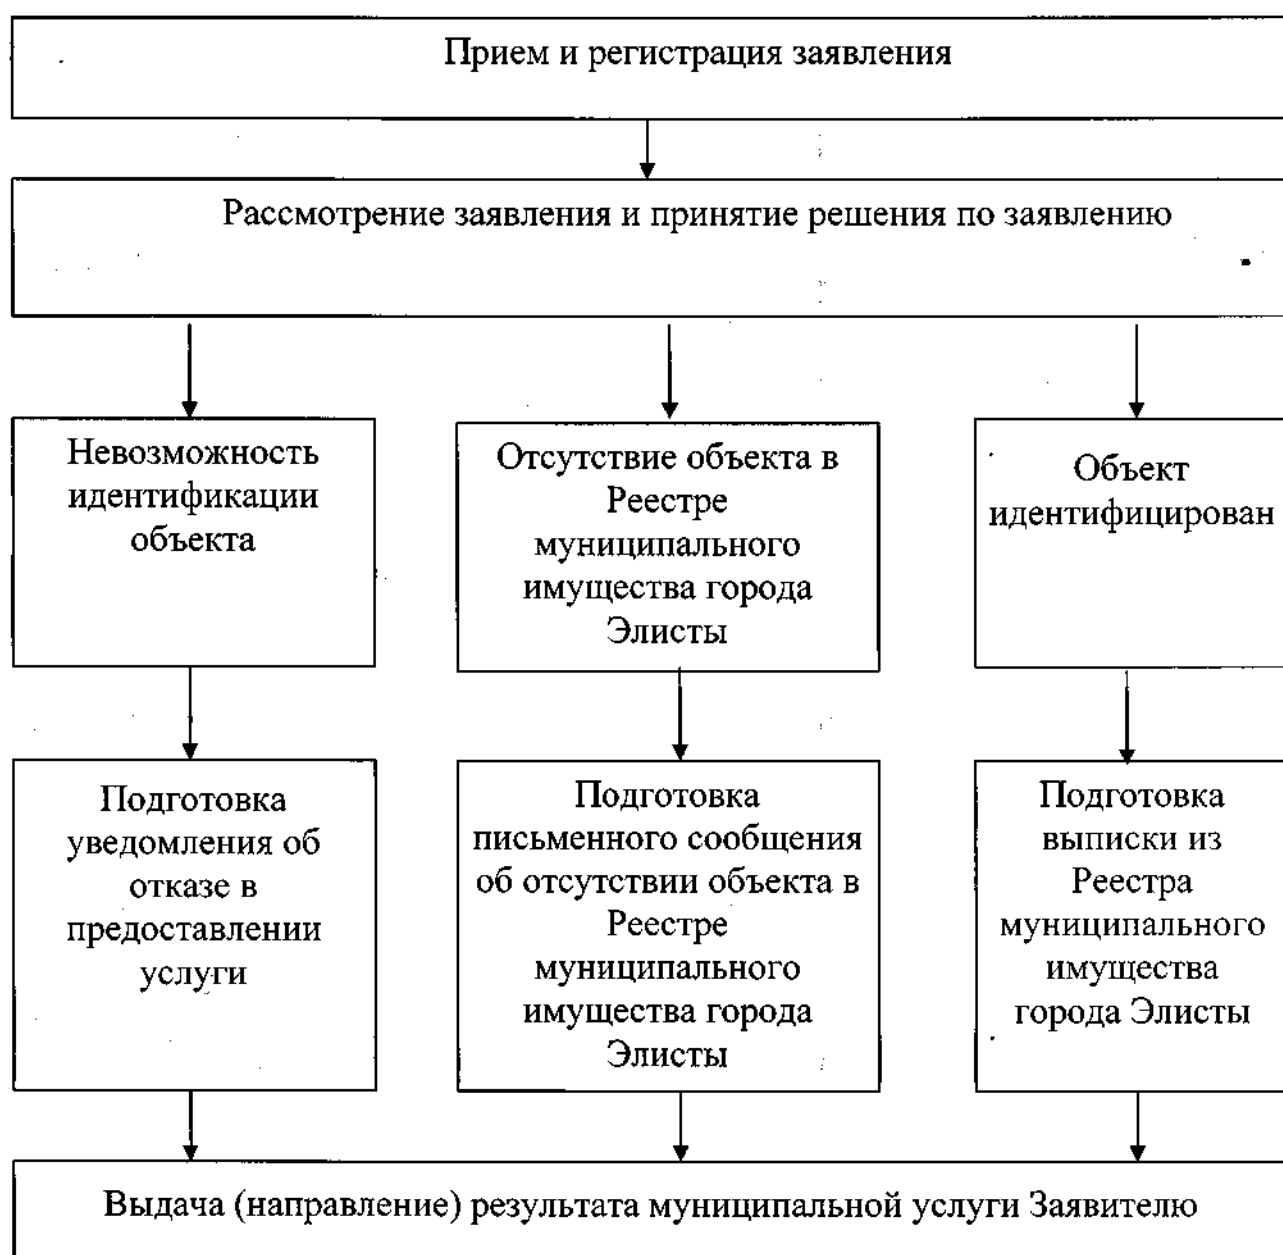 Прием и регистрация заявления
Рассмотрение заявления и принятие решения по заявлению
Невозможность
идентификации
объекта
Отсутствие объекта в
Реестре
муниципального
имущества города
Элисты
Объект
идентифицирован
Подготовка
уведомления об
отказе в
предоставлении
услуги
Подготовка
письменного сообщения
об отсутствии объекта в
Реестре
муниципального
имущества города
Элисты
Подготовка
выписки из
Реестра
муниципального
имущества
города Элисты
Выдача (направление) результата муниципальной услуги Заявителю